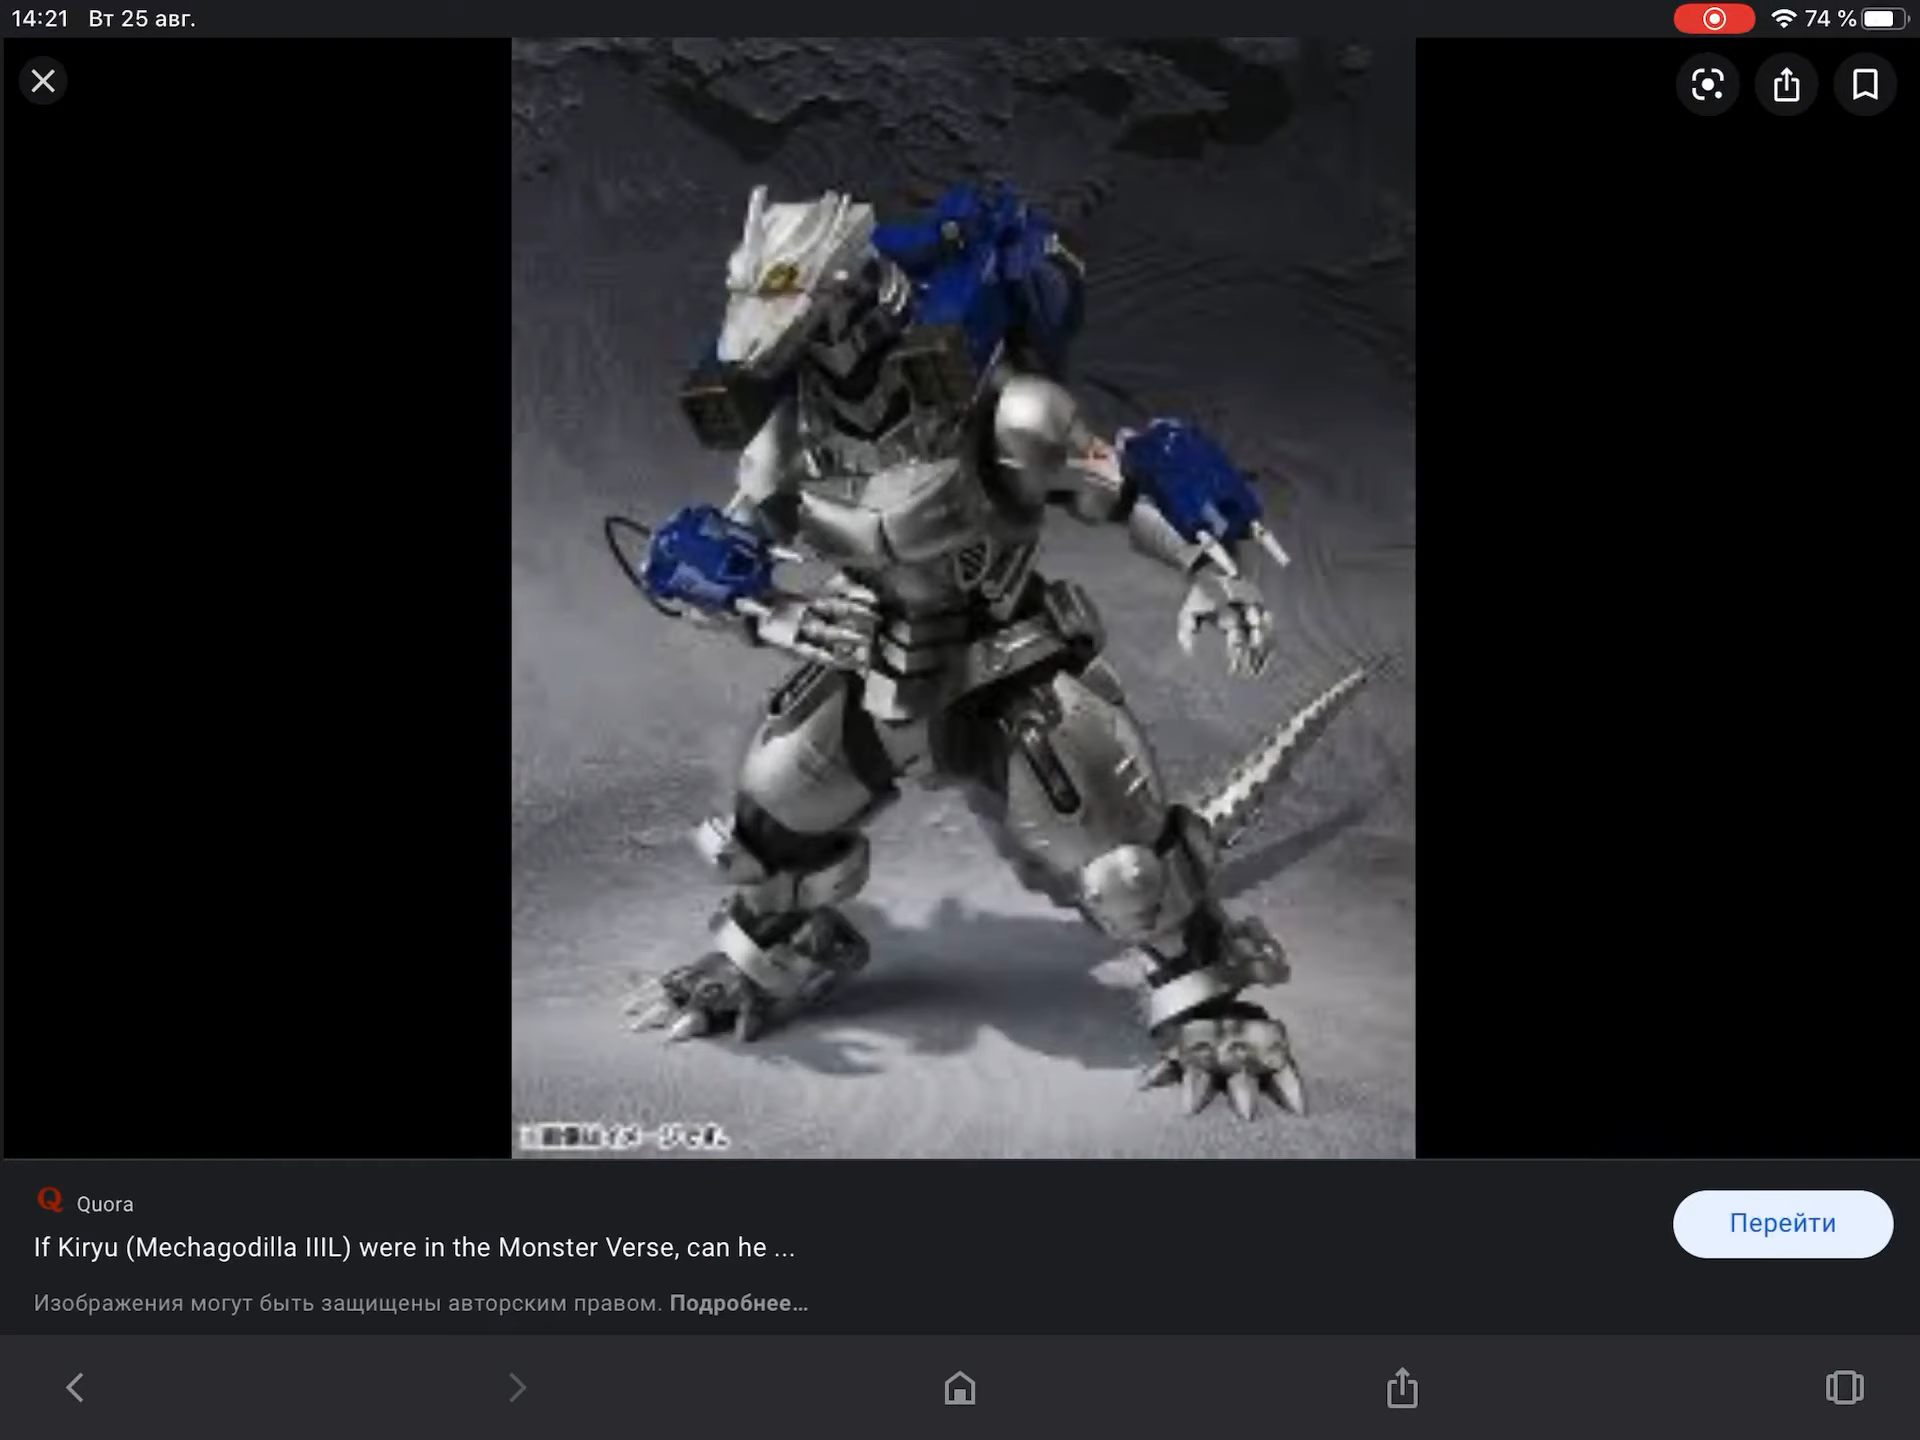 14:21 Вт 25 авг. 74 %
Quora
If Kiryu (Mechagodilla IIIL) were in the Monster Verse, can he ...
Перейти
Изображения могут быть защищены авторским правом. Подробнее...